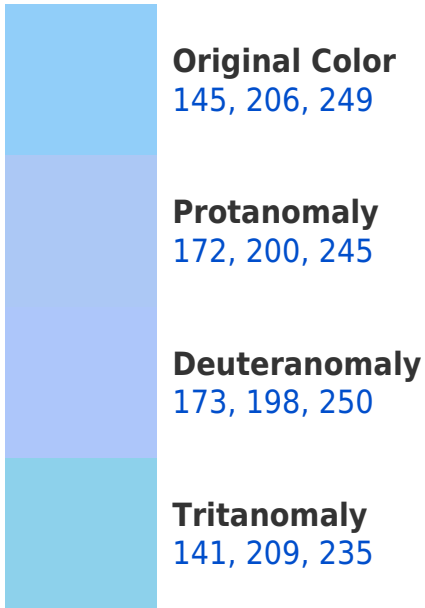 Original Color
145, 206, 249
Protanomaly
172, 200, 245
Deuteranomaly
173, 198, 250
Tritanomaly
141, 209, 235